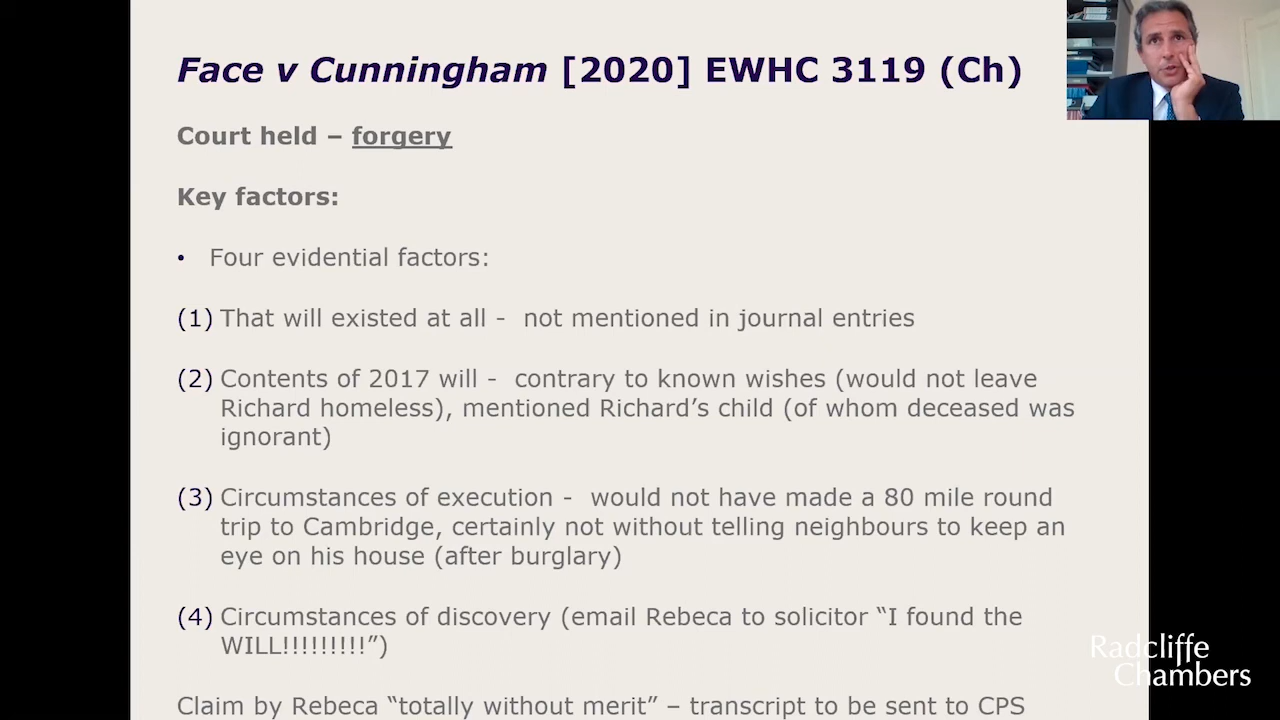 Face v Cunningham [2020] EWHC 3119 (Ch)
Court held – forgery
Key factors:
• Four evidential factors:
(1) That will existed at all - not mentioned in journal entries
(2) Contents of 2017 will - contrary to known wishes (would not leave
Richard homeless), mentioned Richard’s child (of whom deceased was
ignorant)
(3) Circumstances of execution - would not have made a 80 mile round
trip to Cambridge, certainly not without telling neighbours to keep an
eye on his house (after burglary)
(4) Circumstances of discovery (email Rebeca to solicitor “I found the
WILL!!!!!!!!!”)
Radcliffe
Chambers
Claim by Rebeca “totally without merit” – transcript to be sent to CPS